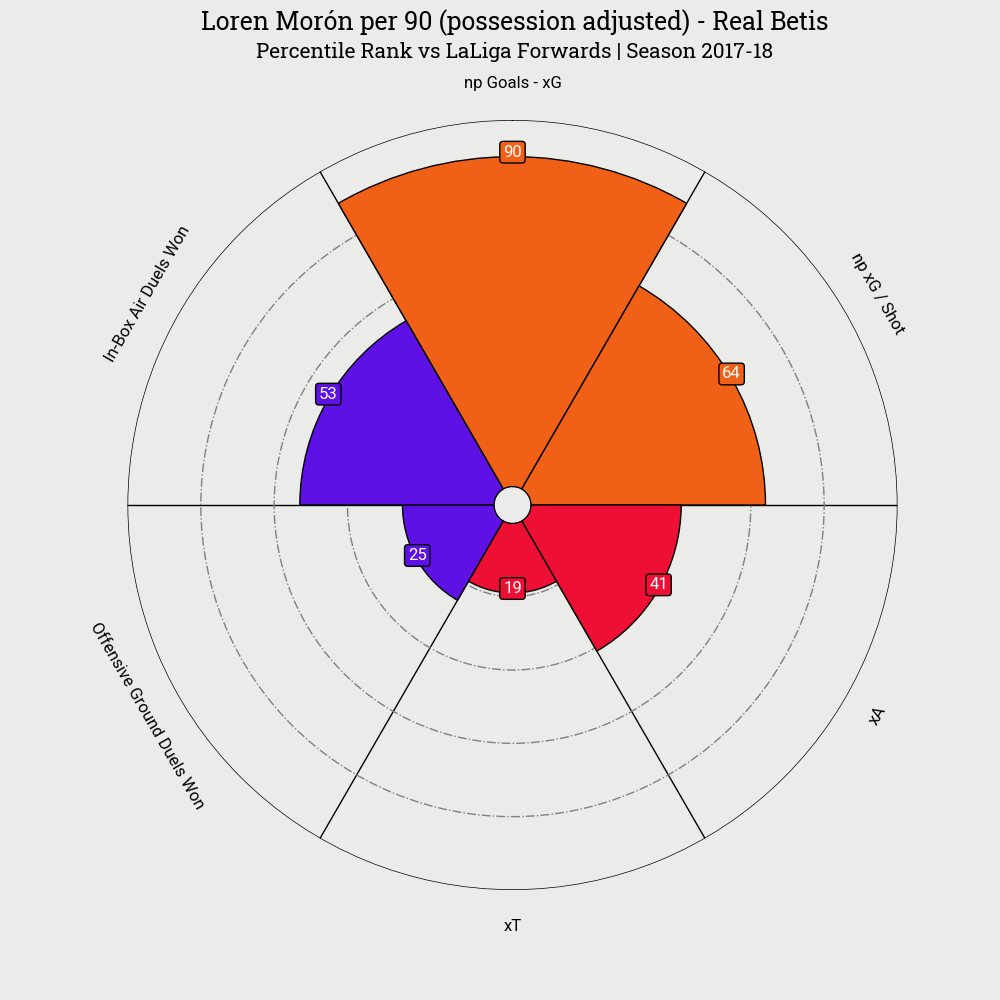 Loren Morón per 90 (possession adjusted) - Real Betis
Percentile Rank vs LaLiga Forwards | Season 2017-18
np Goals - xG
90
np xG / Shot
64
In-Box Air Duels Won
53
41
xA
25
Offensive Ground Duels Won
19
xT